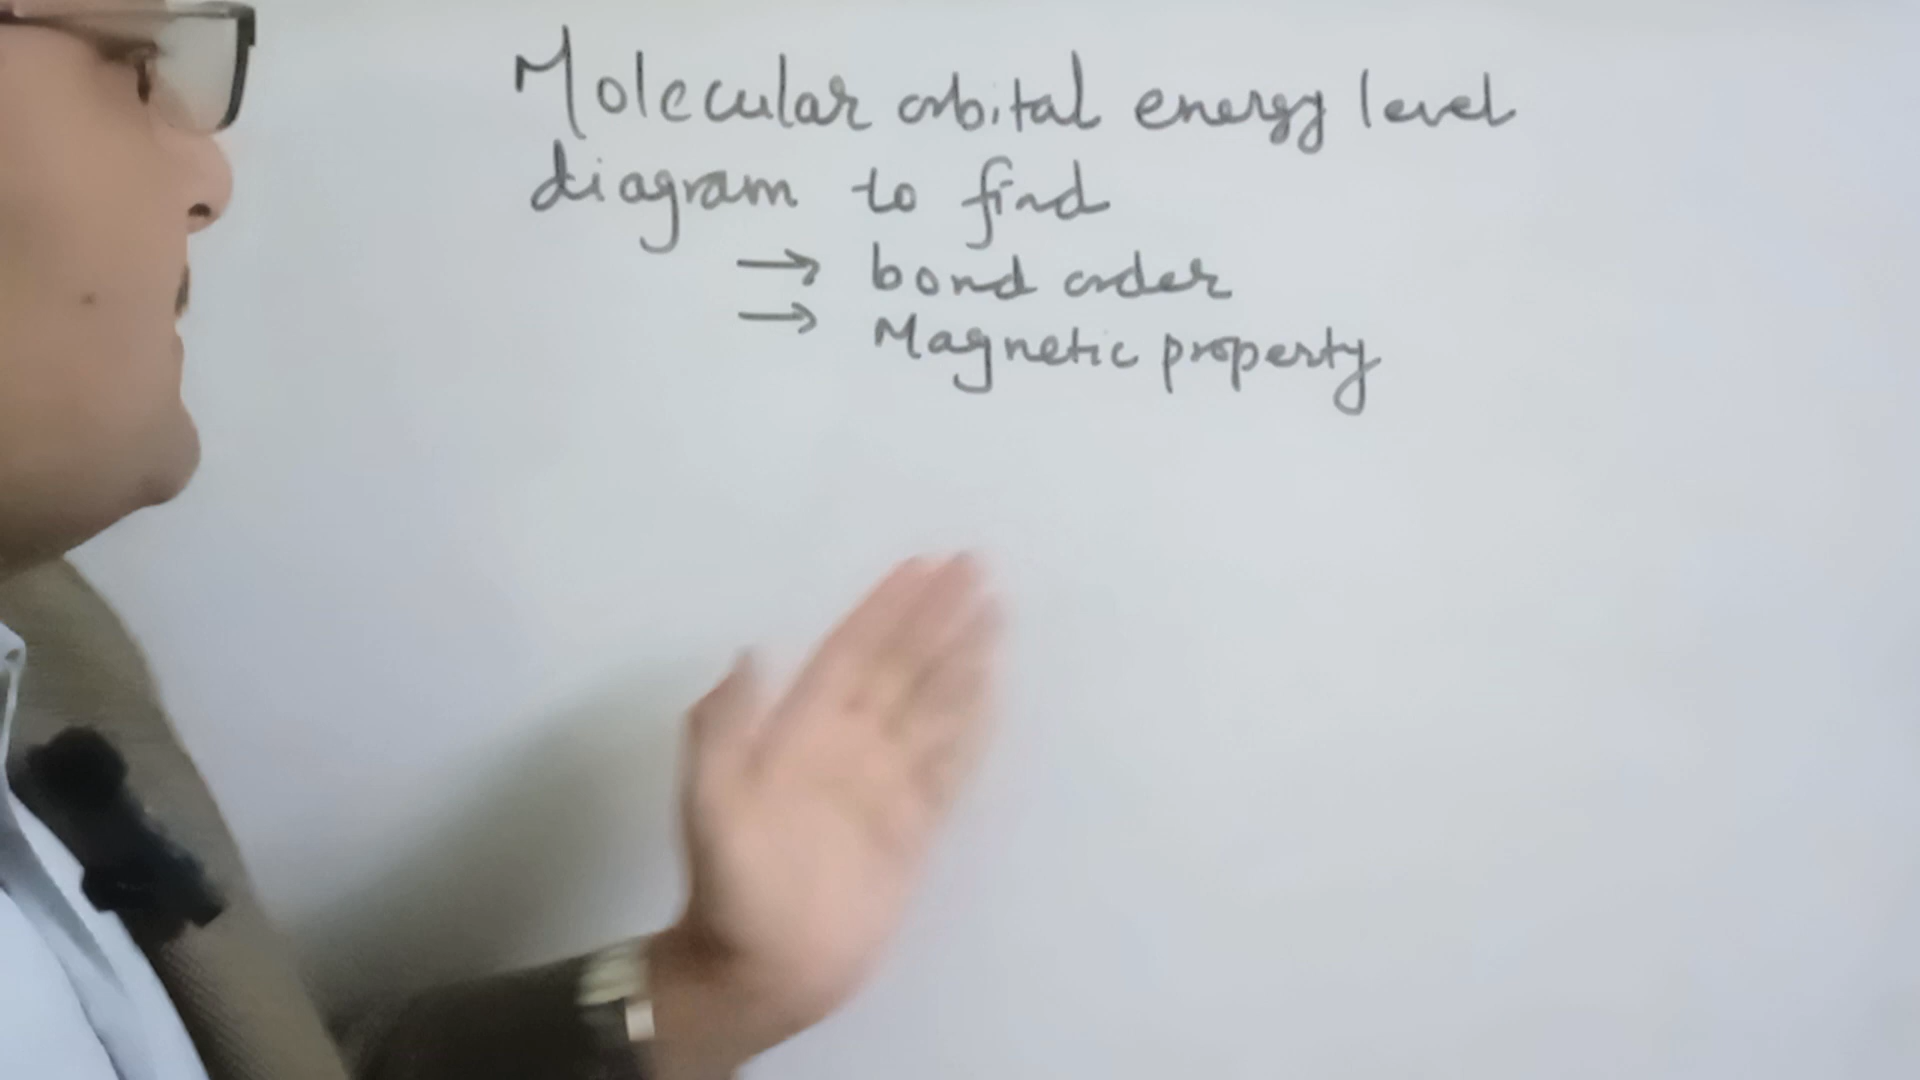 Molecular orbital energy level
diagram to find
→ bond order
→ Magnetic property